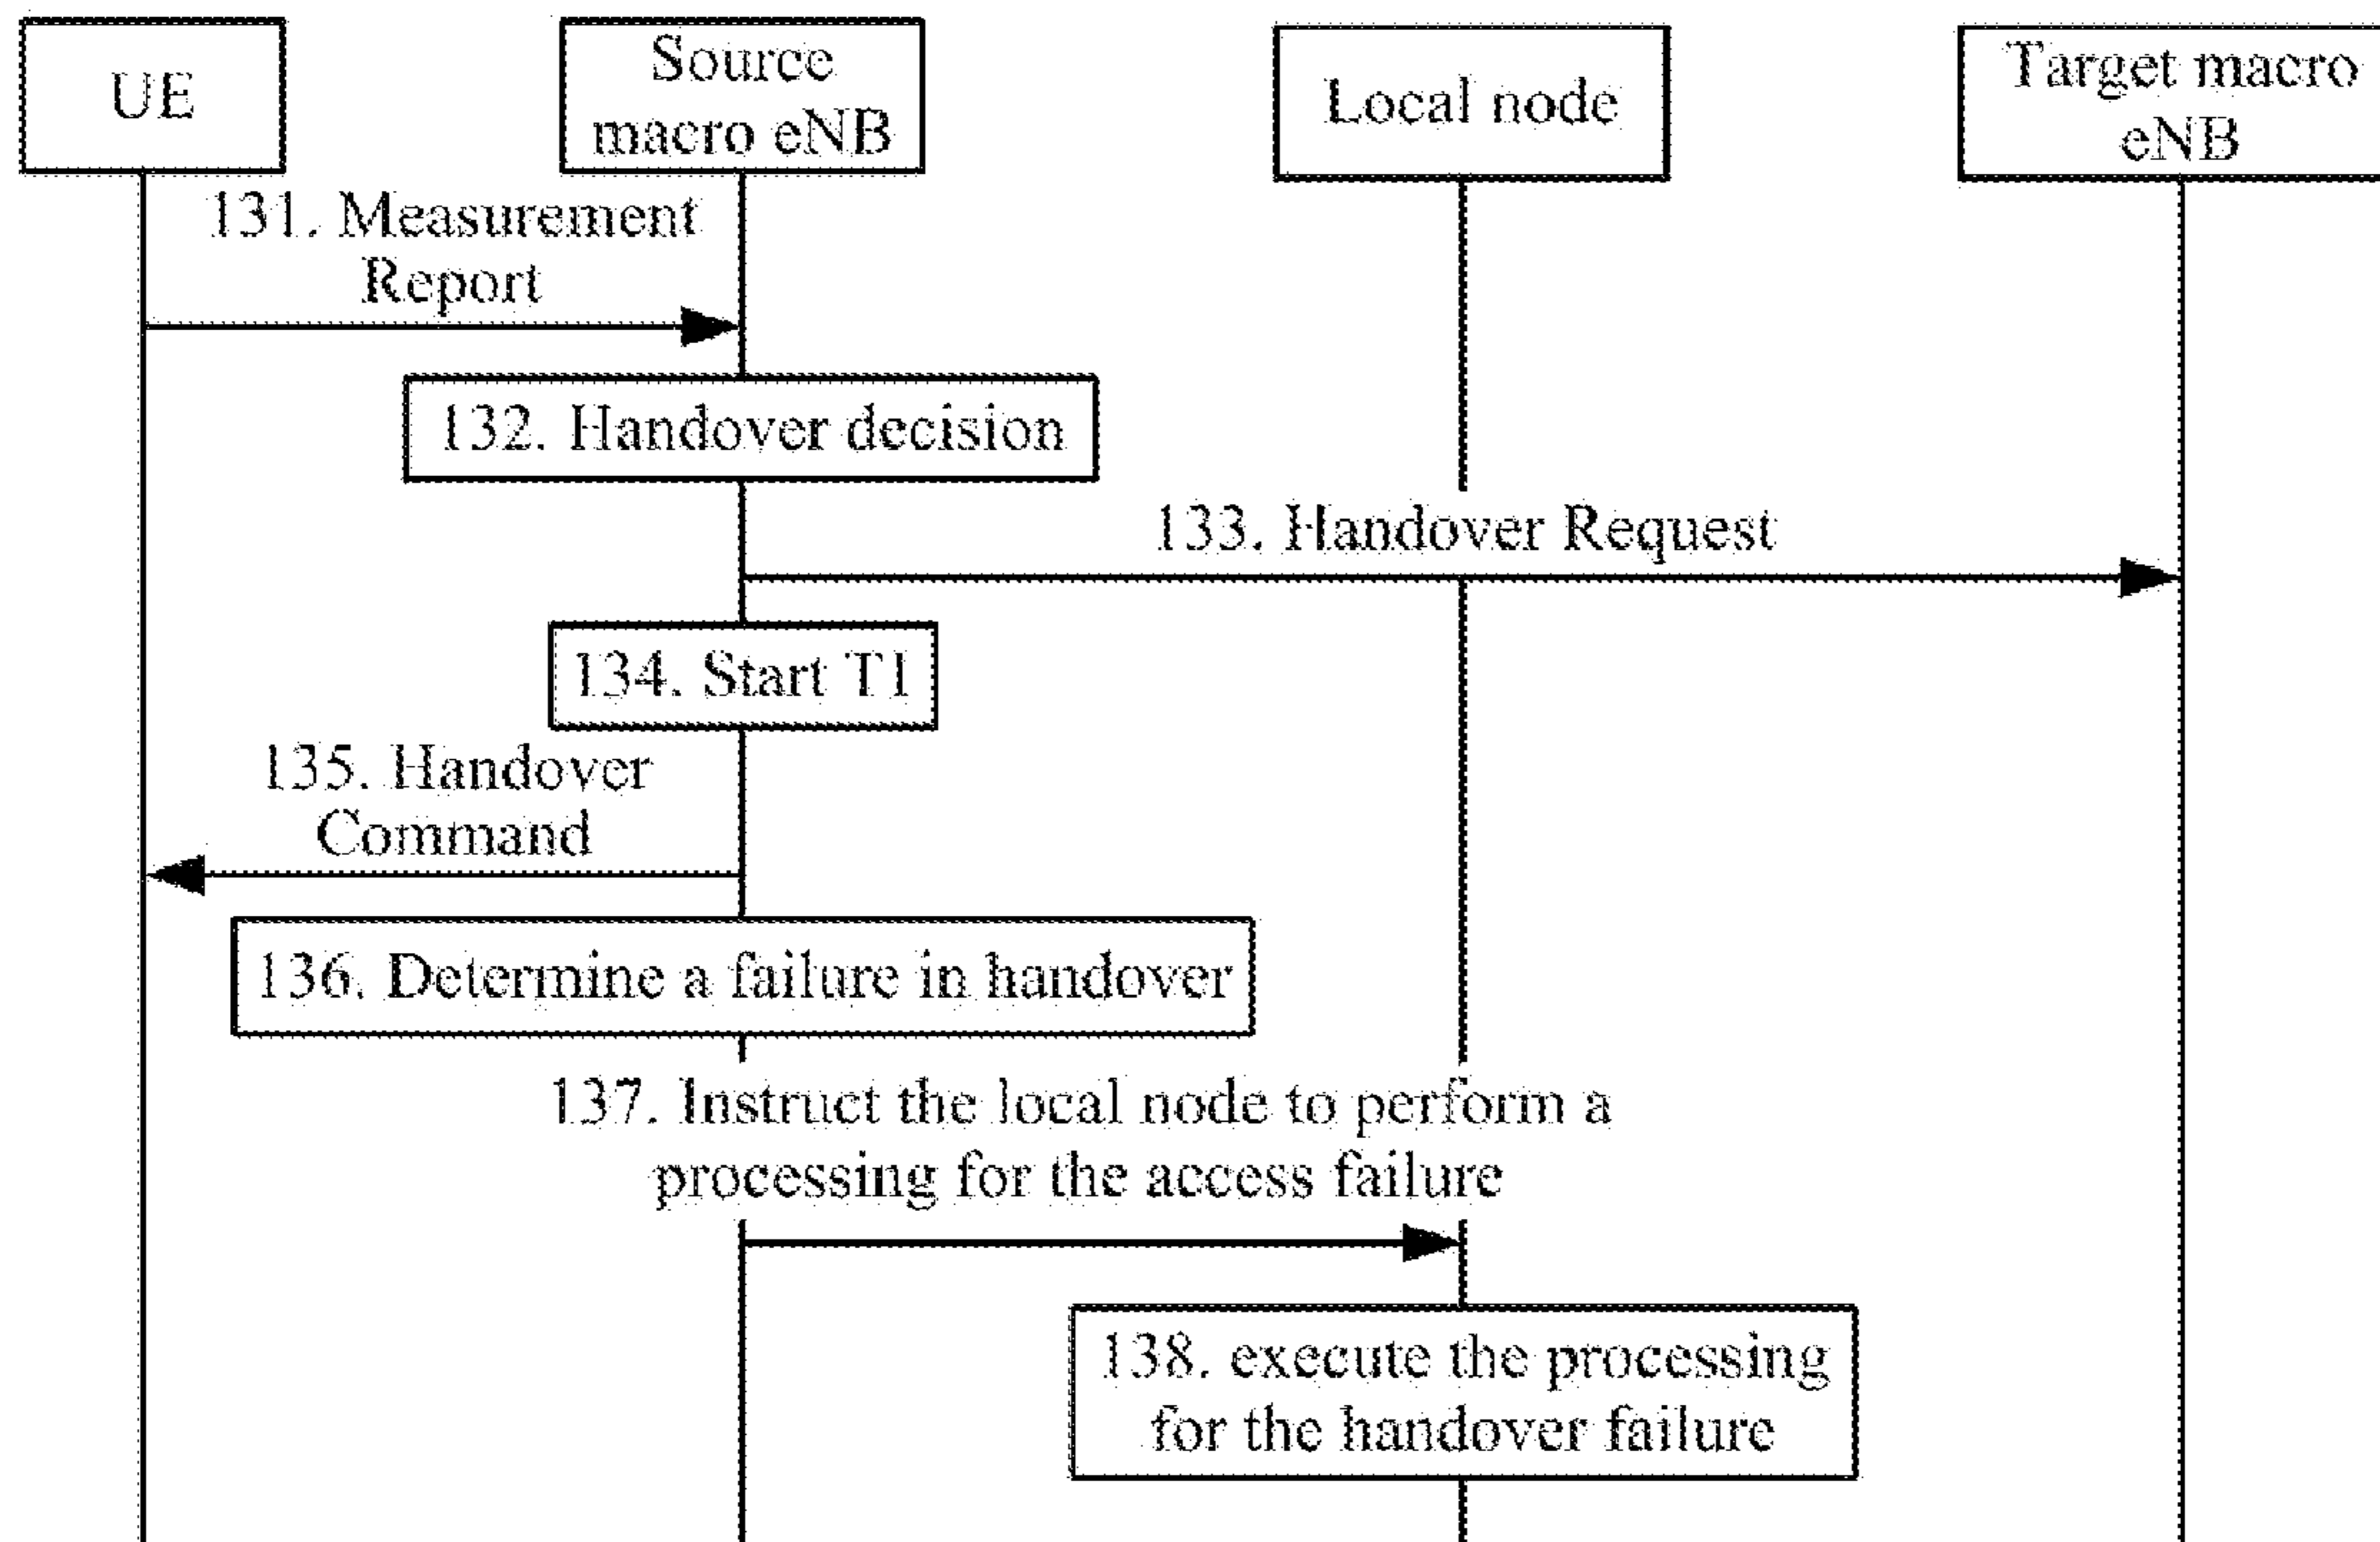 UE
Source
macro eNB
Local node
Target macro
eNB
131. Measurement
Report
132. Handover decision
133. Handover Request
134. Start T1
135. Handover
Command
136. Determine a failure in handover
137. Instruct the local node to perform a
processing for the access failure
138. execute the processing
for the handover failure